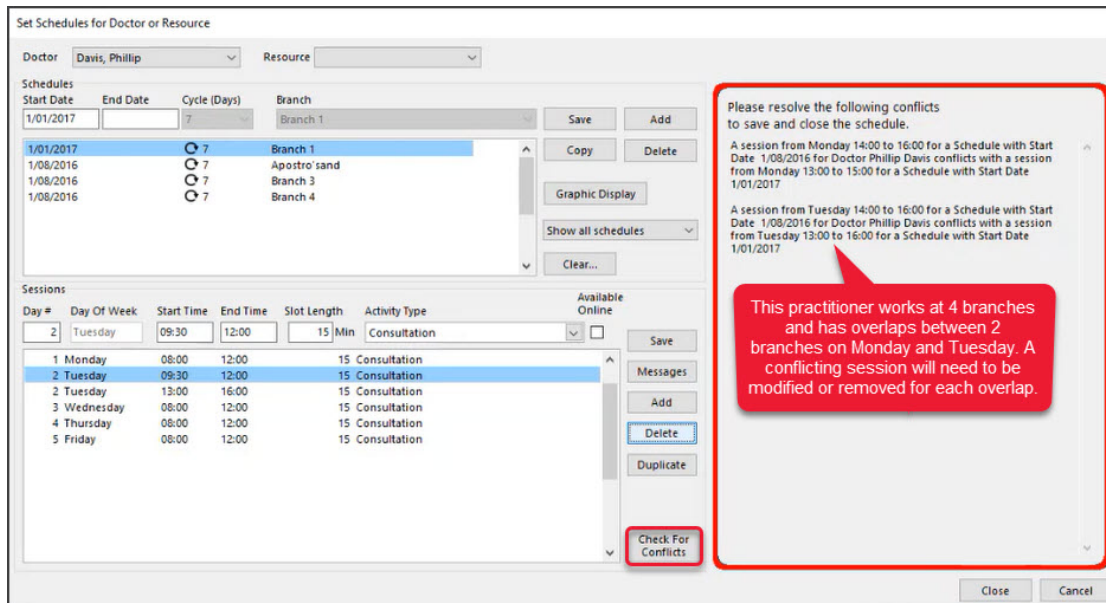 Set Schedules for Doctor or Resource
Doctor Davis, Phillip Resource
Schedules
Start Date End Date Cycle (Days) Branch
1/01/2017 7 Branch 1 Save Add
1/01/2017 7 Branch 1
1/08/2016 7 Apostro'sand
1/08/2016 7 Branch 3
1/08/2016 7 Branch 4
Copy Delete
Graphic Display
Show all schedules
Clear...
Sessions
Day # Day Of Week Start Time End Time Slot Length Activity Type Available Online
2 Tuesday 09:30 12:00 15 Min Consultation
1 Monday 08:00 12:00 15 Consultation
2 Tuesday 09:30 12:00 15 Consultation
2 Tuesday 13:00 16:00 15 Consultation
3 Wednesday 08:00 12:00 15 Consultation
4 Thursday 08:00 12:00 15 Consultation
5 Friday 08:00 12:00 15 Consultation
Save
Messages
Add
Delete
Duplicate
Check For
Conflicts
Please resolve the following conflicts
to save and close the schedule.
A session from Monday 14:00 to 16:00 for a Schedule with Start
Date 1/08/2016 for Doctor Phillip Davis conflicts with a session
from Monday 13:00 to 15:00 for a Schedule with Start Date
1/01/2017
A session from Tuesday 14:00 to 16:00 for a Schedule with Start
Date 1/08/2016 for Doctor Phillip Davis conflicts with a session
from Tuesday 13:00 to 16:00 for a Schedule with Start Date
1/01/2017
This practitioner works at 4 branches
and has overlaps between 2
branches on Monday and Tuesday. A
conflicting session will need to be
modified or removed for each overlap.
Close Cancel